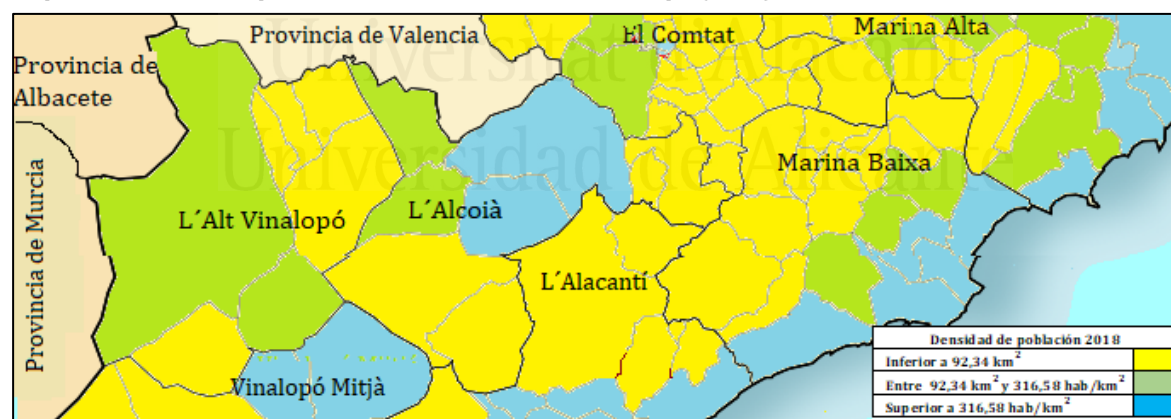 Universitat d'Alacant
Universidad de Alicante
Provincia de Valencia
El Comtat
Marina Alta
Provincia de
Albacete
Provincia de Murcia
Marina Baixa
L´Alt Vinalopó
L´Alcoià
L´Alacantí
Vinalopó Mitjà
Densidad de población 2018
Inferior a 92,34 km²
Entre 92,34 km² y 316,58 hab/km²
Superior a 316,58 hab/km²